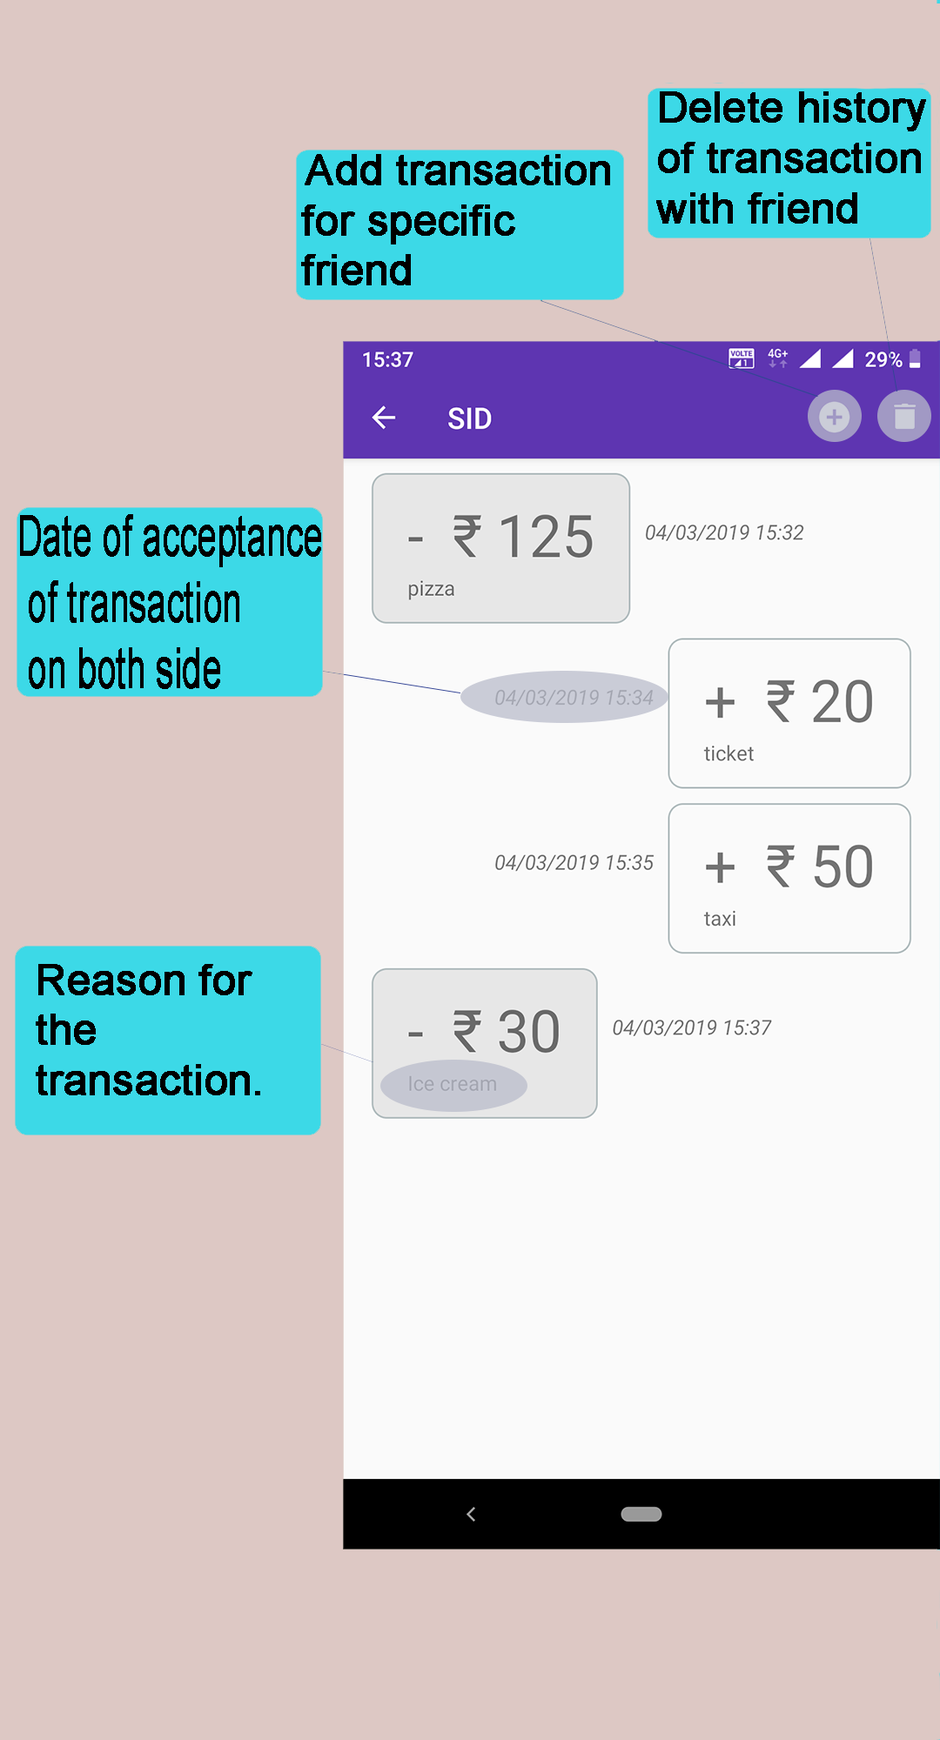 Delete history
of transaction
with friend
Add transaction
for specific
friend
15:37
VOLTE
1
4G+
29%
SID
- ₹ 125
pizza
04/03/2019 15:32
Date of acceptance
of transaction
on both side
04/03/2019 15:34
+ ₹ 20
ticket
04/03/2019 15:35
+ ₹ 50
taxi
Reason for
the
transaction.
- ₹ 30
Ice cream
04/03/2019 15:37